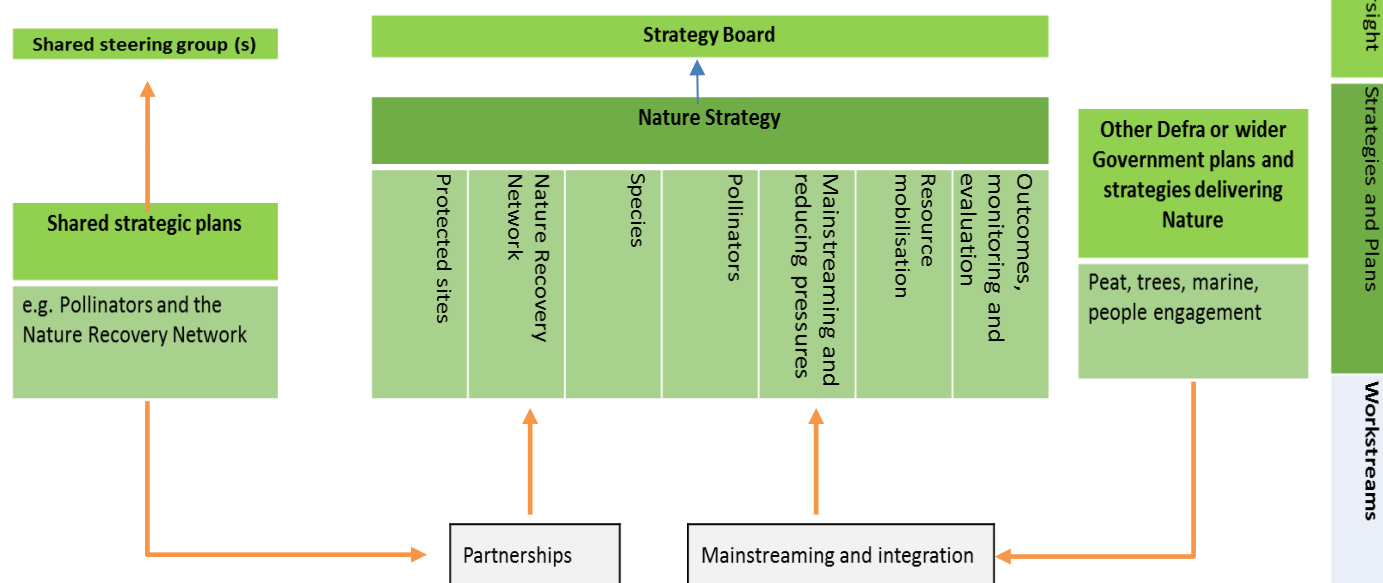 Shared steering group (s)
Strategy Board
Nature Strategy
Other Defra or wider
Government plans and
strategies delivering
Nature
Shared strategic plans
e.g. Pollinators and the
Nature Recovery Network
Protected sites
Nature Recovery
Network
Species
Pollinators
Mainstreaming and
reducing pressures
Resource
mobilisation
Outcomes,
monitoring and
evaluation
Peat, trees, marine,
people engagement
Partnerships
Mainstreaming and integration
rsight
Strategies and Plans
Workstreams